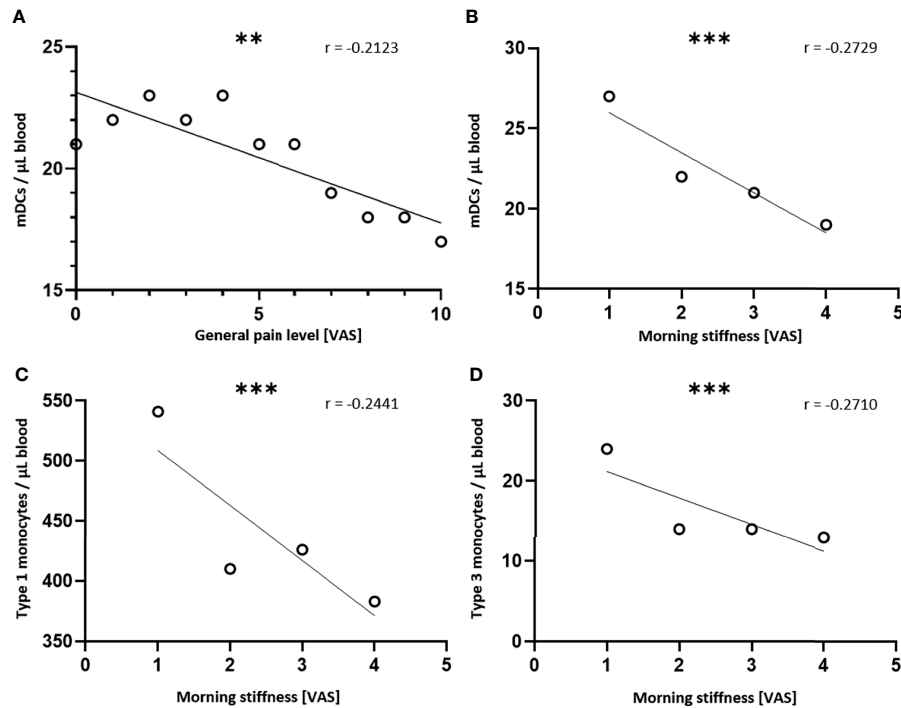 A
**
r = -0.2123
25
20
15
mDCs / µL blood
0
5
10
General pain level [VAS]
B
***
r = -0.2729
30
25
20
15
mDCs / µL blood
0
1
2
3
4
5
Morning stiffness [VAS]
C
***
r = -0.2441
550
500
450
400
350
Type 1 monocytes / µL blood
0
1
2
3
4
5
Morning stiffness [VAS]
D
***
r = -0.2710
30
20
10
0
Type 3 monocytes / µL blood
0
1
2
3
4
5
Morning stiffness [VAS]